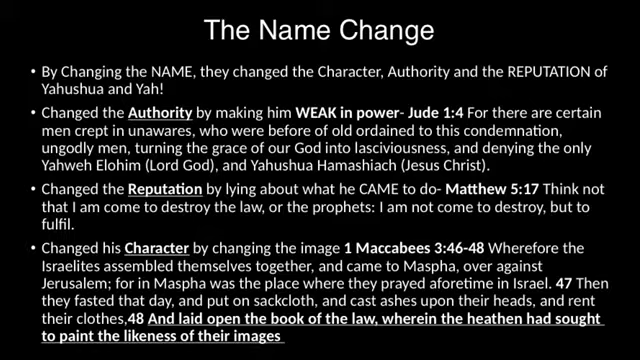 The Name Change
• By Changing the NAME, they changed the Character, Authority and the REPUTATION of
Yahushua and Yah!
• Changed the Authority by making him WEAK in power- Jude 1:4 For there are certain
men crept in unawares, who were before of old ordained to this condemnation,
ungodly men, turning the grace of our God into lasciviousness, and denying the only
Yahweh Elohim (Lord God), and Yahushua Hamashiach (Jesus Christ).
• Changed the Reputation by lying about what he CAME to do- Matthew 5:17 Think not
that I am come to destroy the law, or the prophets: I am not come to destroy, but to
fulfil.
• Changed his Character by changing the image 1 Maccabees 3:46-48 Wherefore the
Israelites assembled themselves together, and came to Maspha, over against
Jerusalem; for in Maspha was the place where they prayed aforetime in Israel. 47 Then
they fasted that day, and put on sackcloth, and cast ashes upon their heads, and rent
their clothes,48 And laid open the book of the law, wherein the heathen had sought
to paint the likeness of their images